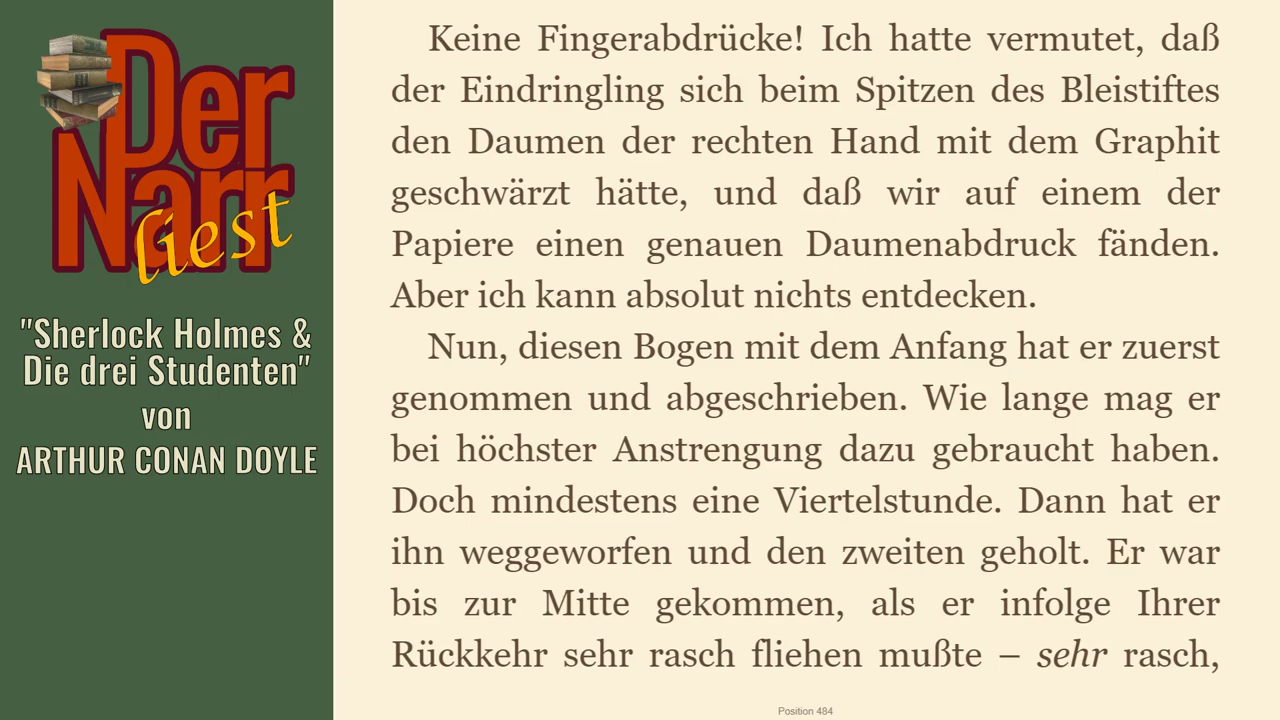 Der
Narr
liest
"Sherlock Holmes &
Die drei Studenten"
von
ARTHUR CONAN DOYLE
Keine Fingerabdrücke! Ich hatte vermutet, daß
der Eindringling sich beim Spitzen des Bleistiftes
den Daumen der rechten Hand mit dem Graphit
geschwärzt hätte, und daß wir auf einem der
Papiere einen genauen Daumenabdruck fänden.
Aber ich kann absolut nichts entdecken.
Nun, diesen Bogen mit dem Anfang hat er zuerst
genommen und abgeschrieben. Wie lange mag er
bei höchster Anstrengung dazu gebraucht haben.
Doch mindestens eine Viertelstunde. Dann hat er
ihn weggeworfen und den zweiten geholt. Er war
bis zur Mitte gekommen, als er infolge Ihrer
Rückkehr sehr rasch fliehen mußte – sehr rasch,
Position 484